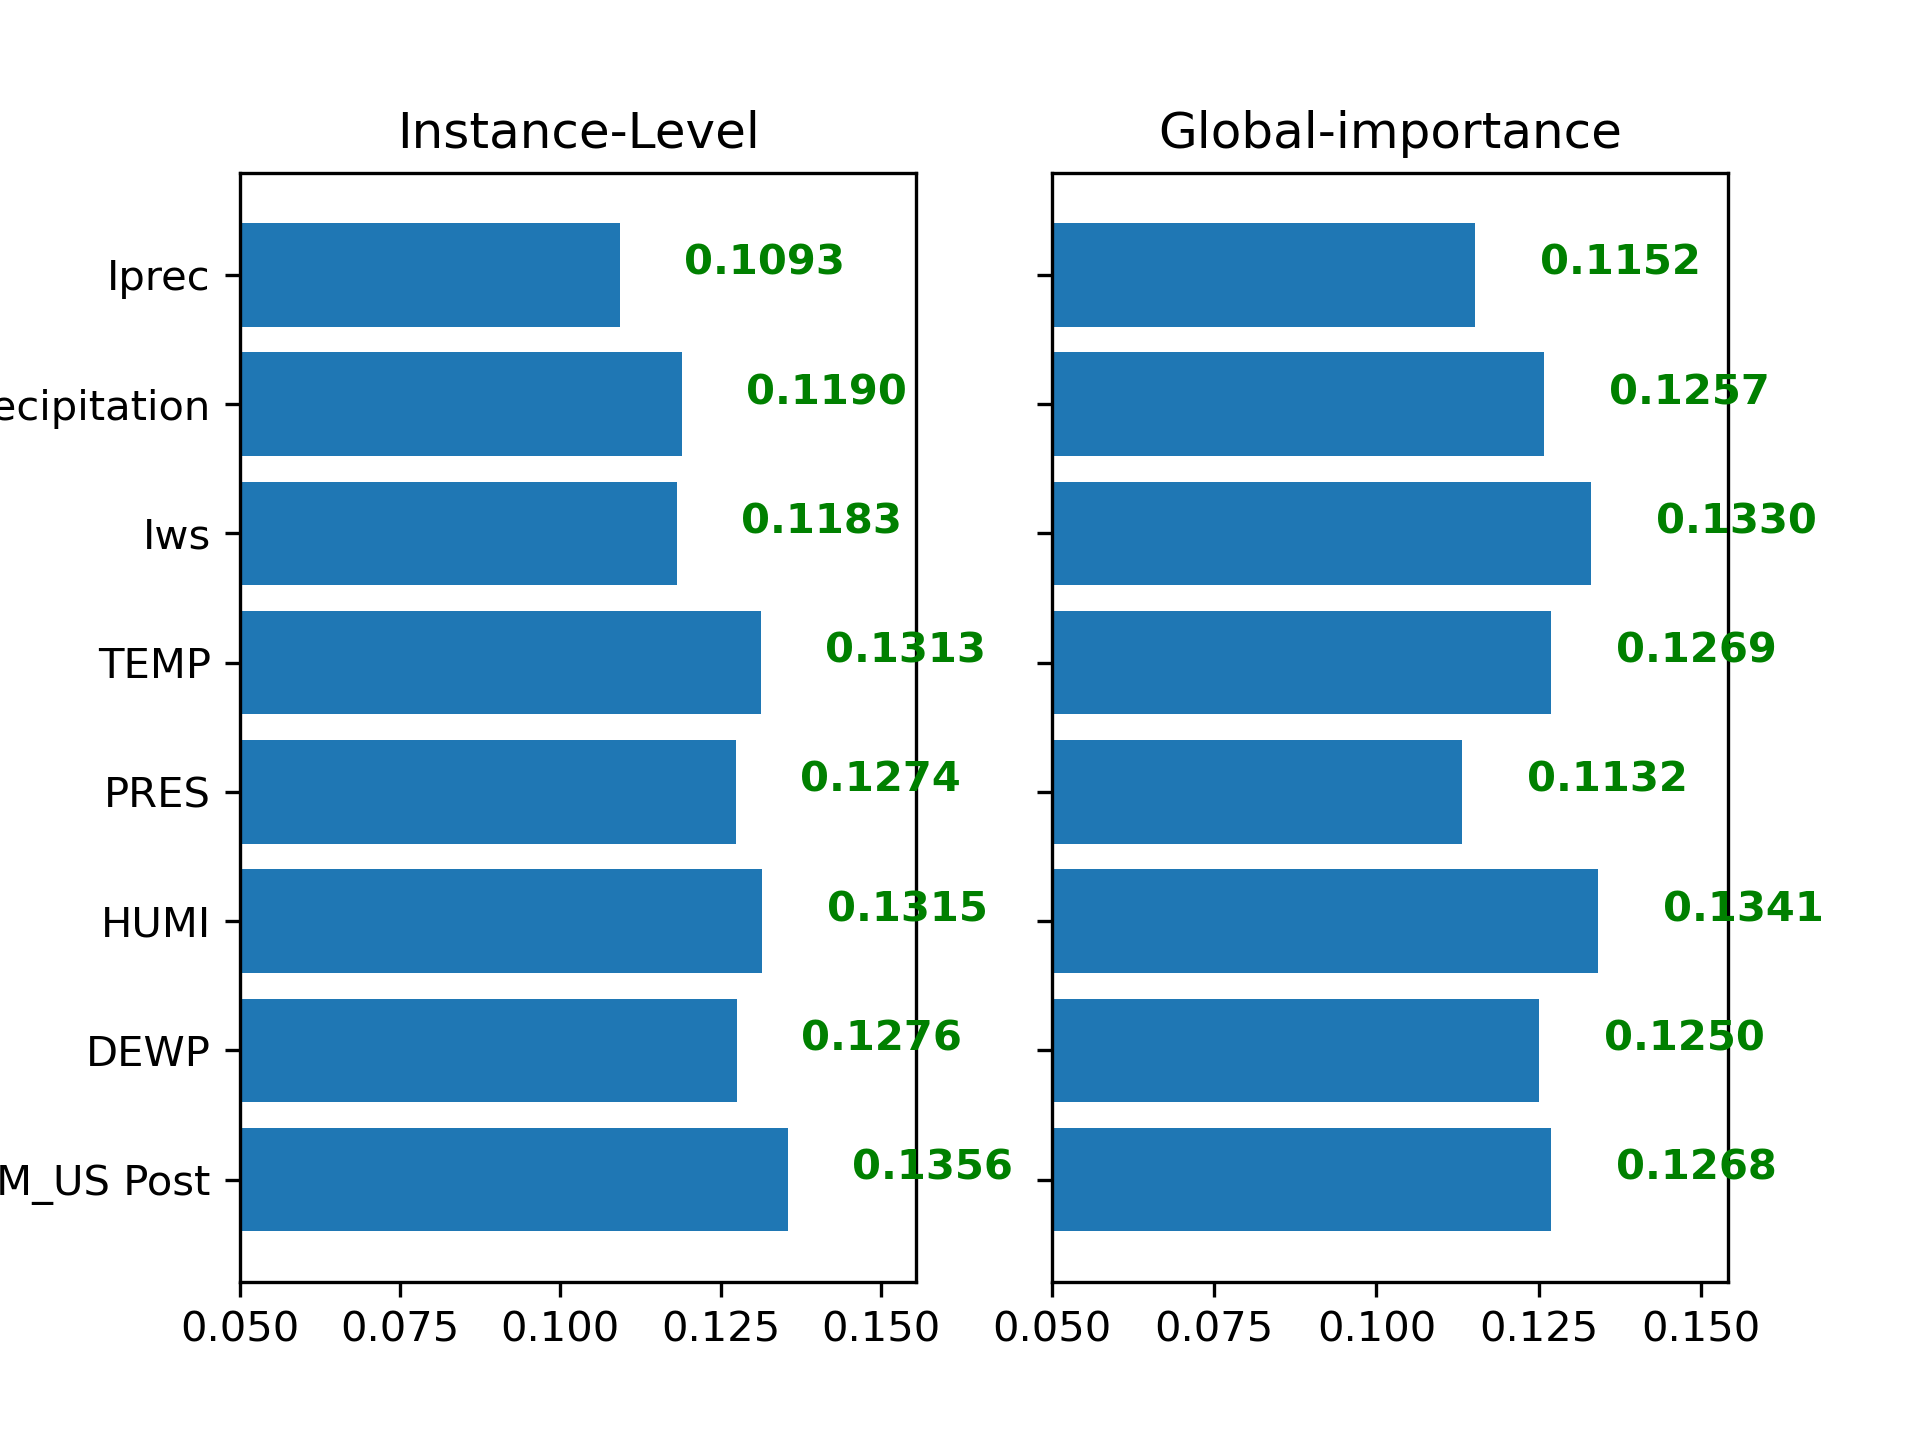 Instance-Level Global-importance
Iprec 0.1093 0.1152
ecipitation 0.1190 0.1257
Iws 0.1183 0.1330
TEMP 0.1313 0.1269
PRES 0.1274 0.1132
HUMI 0.1315 0.1341
DEWP 0.1276 0.1250
M_US Post 0.1356 0.1268
0.050 0.075 0.100 0.125 0.150 0.050 0.075 0.100 0.125 0.150